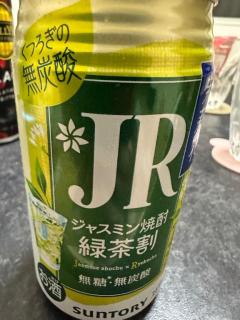 くつろぎの
無炭酸
JR
ジャスミン焼酎
緑茶割
Jasmine shochu × Ryokucha
無糖・無炭酸
お酒
SUNTORY